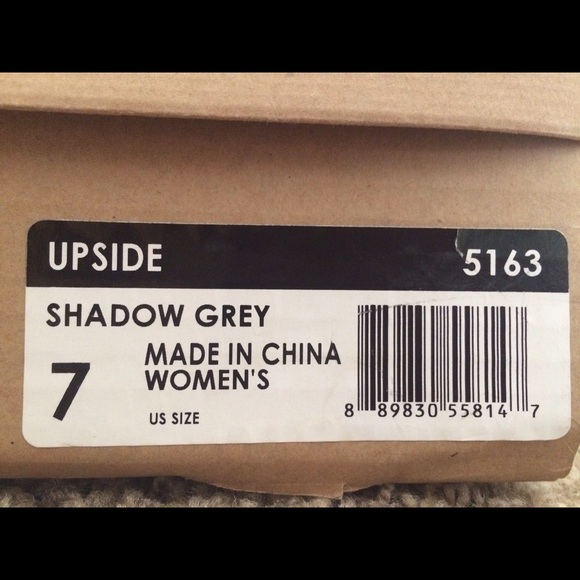 UPSIDE 5163
SHADOW GREY
7
MADE IN CHINA
WOMEN'S
US SIZE
8 89830 55814 7